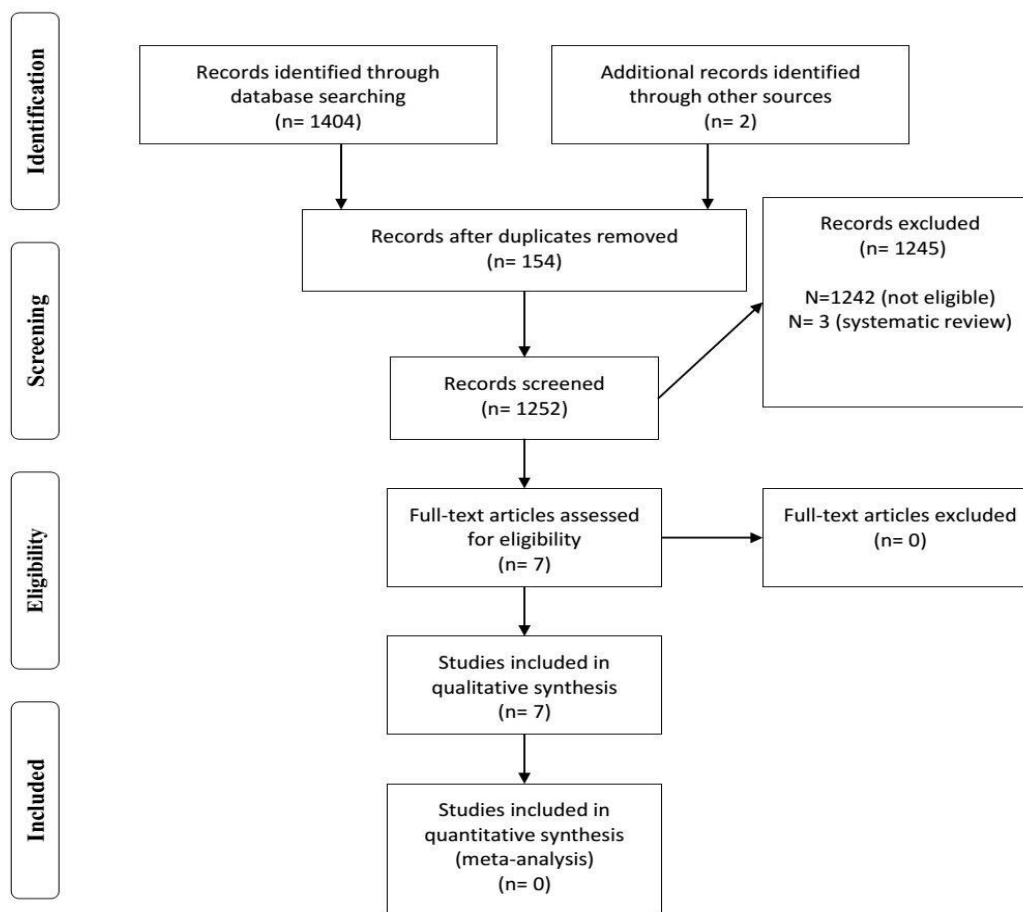 Identification
Records identified through
database searching
(n= 1404)
Additional records identified
through other sources
(n= 2)
Records after duplicates removed
(n= 154)
Screening
Records excluded
(n= 1245)
N=1242 (not eligible)
N= 3 (systematic review)
Records screened
(n= 1252)
Eligibility
Full-text articles assessed
for eligibility
(n= 7)
Full-text articles excluded
(n= 0)
Studies included in
qualitative synthesis
(n= 7)
Included
Studies included in
quantitative synthesis
(meta-analysis)
(n= 0)